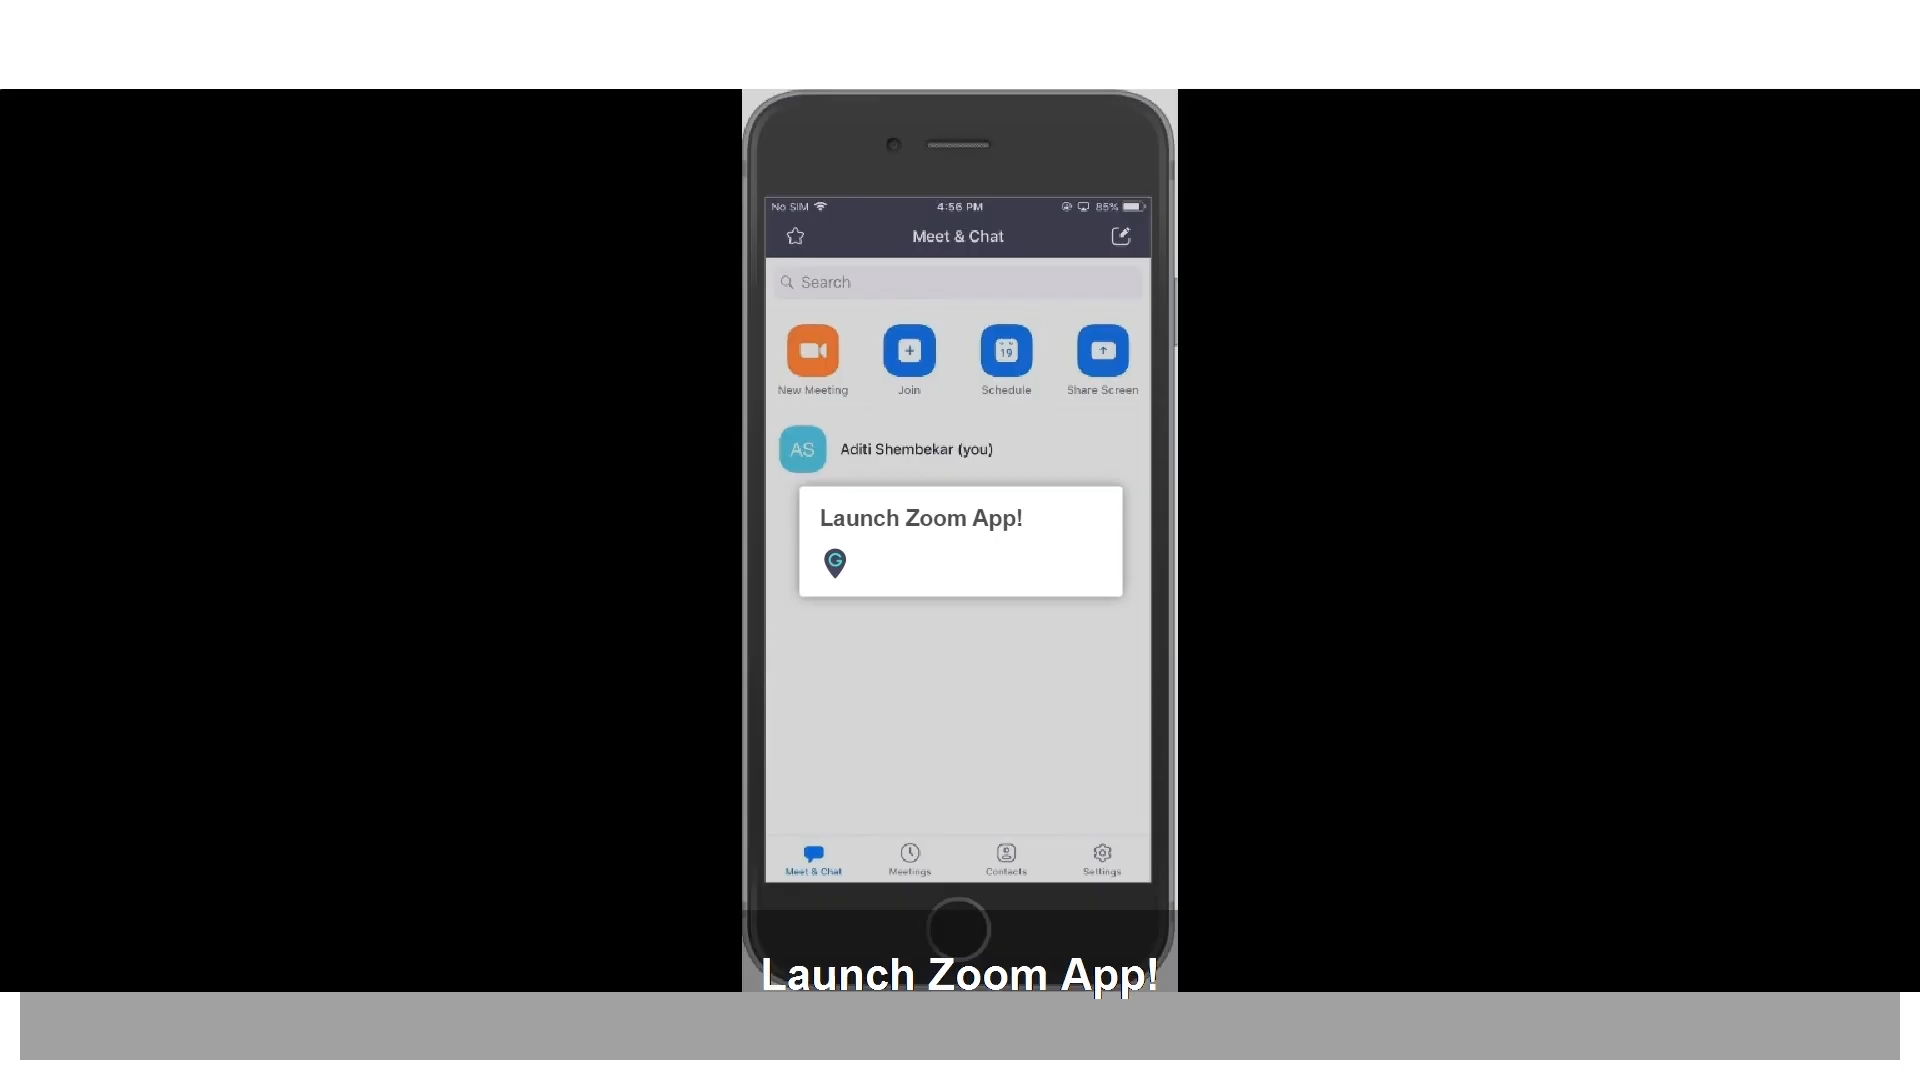 No SIM 4:56 PM 85%
Meet & Chat
Search
19
New Meeting Join Schedule Share Screen
AS Aditi Shembekar (you)
Launch Zoom App!
G
Meet & Chat Meetings Contacts Settings
Launch Zoom App!